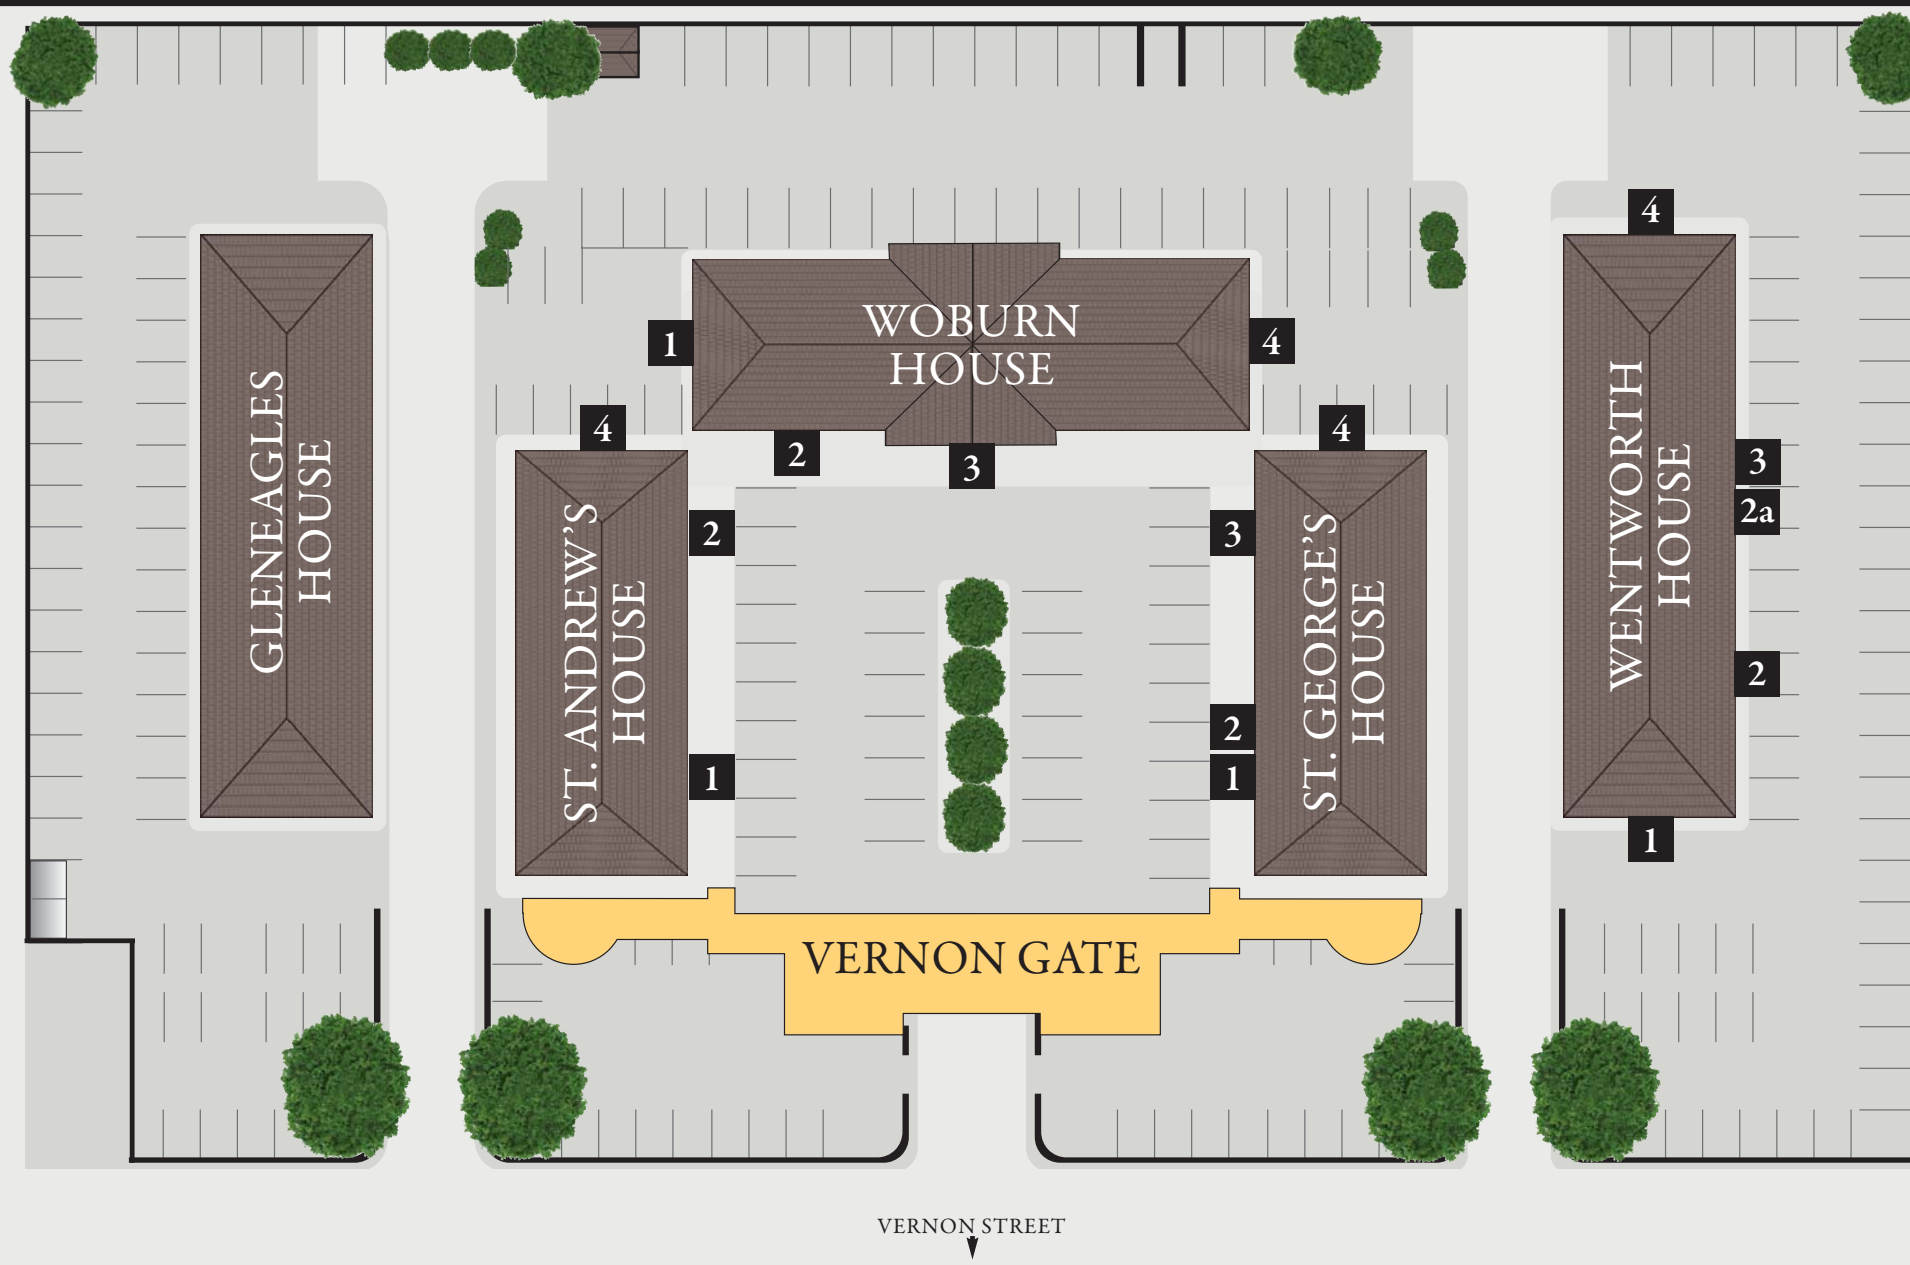 4
WOBURN
HOUSE
1
4
2
3
GLENEAGLES
HOUSE
4
2
1
ST. ANDREW'S
HOUSE
4
3
2
1
ST. GEORGE'S
HOUSE
WENTWORTH
HOUSE
3
2a
2
1
VERNON GATE
VERNON STREET